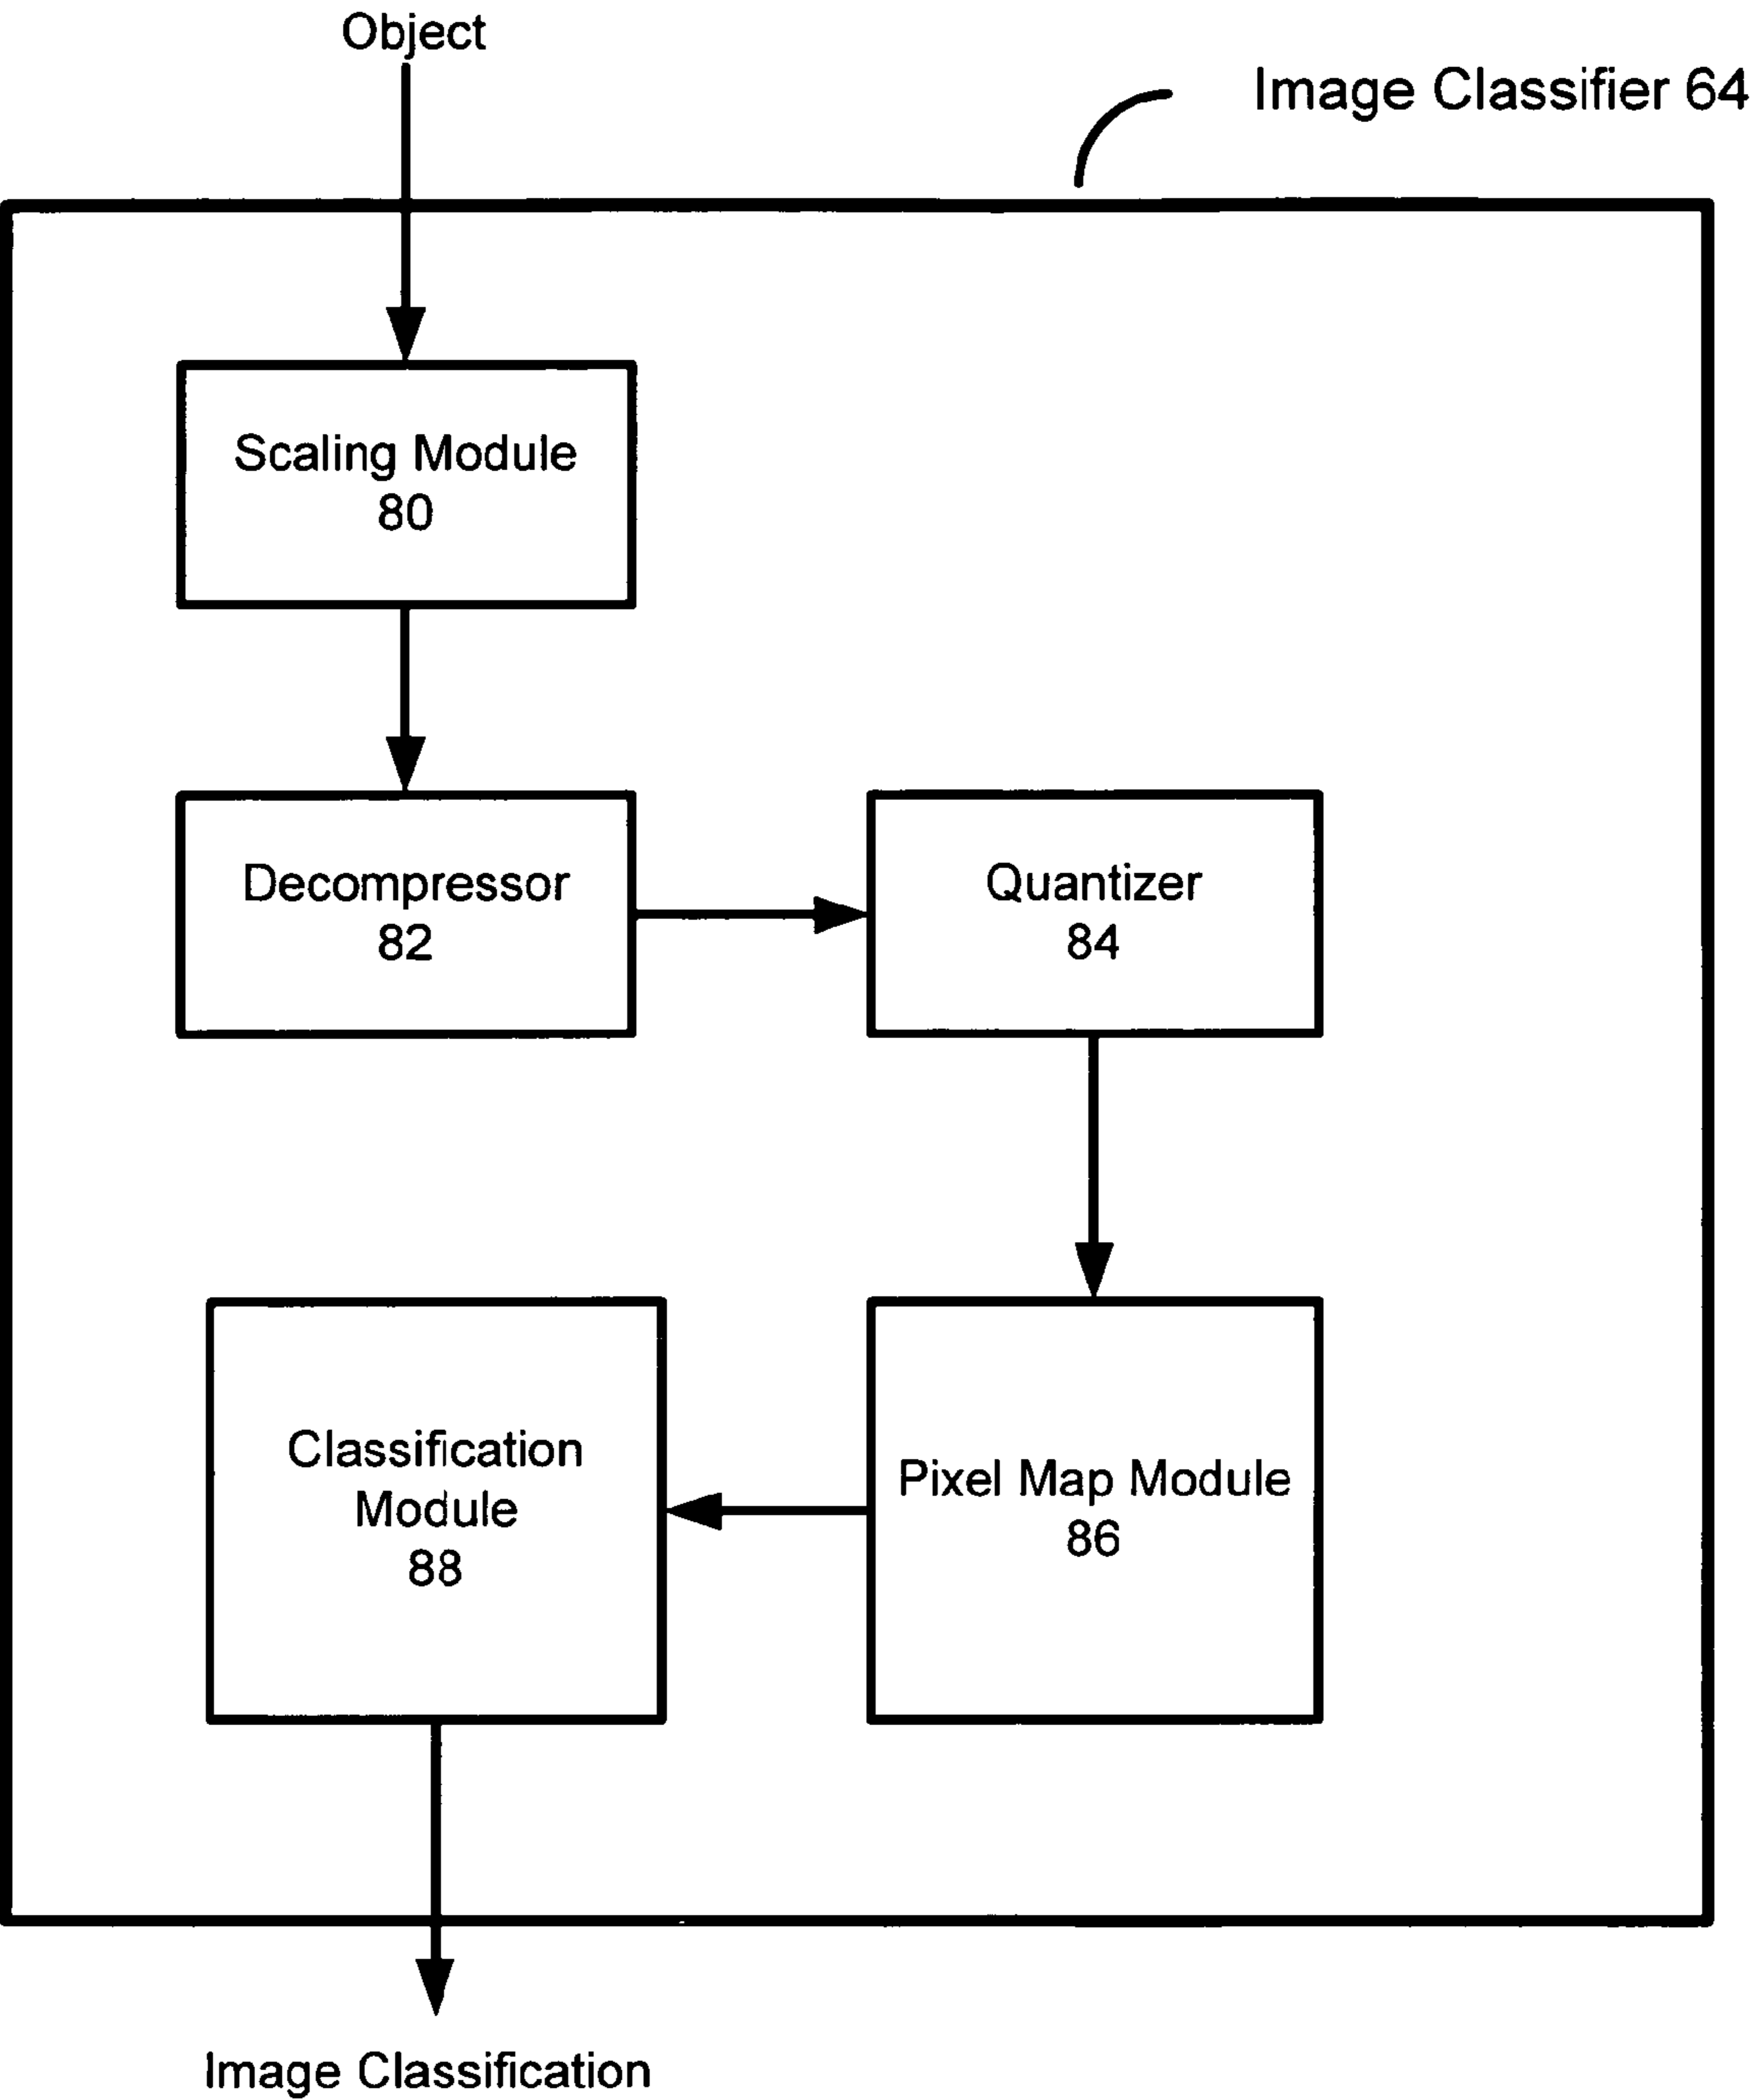 Object
Image Classifier 64
Scaling Module
80
Decompressor
82
Quantizer
84
Classification
Module
88
Pixel Map Module
86
Image Classification